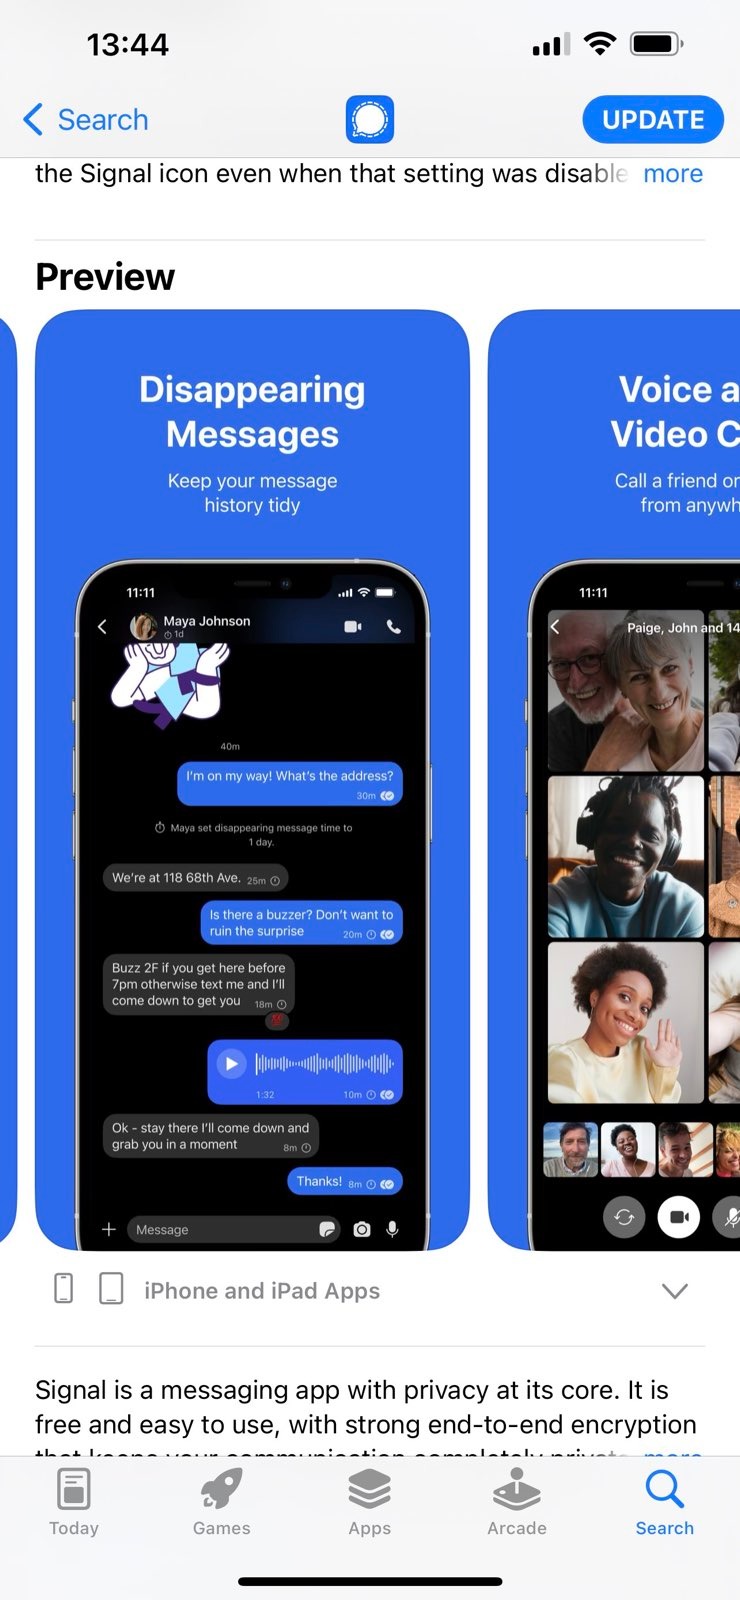 13:44
Search
UPDATE
the Signal icon even when that setting was disable more
Preview
Disappearing
Messages
Keep your message
history tidy
11:11
Maya Johnson
1d
40m
I'm on my way! What's the address?
30m
Maya set disappearing message time to
1 day.
We're at 118 68th Ave. 25m
Is there a buzzer? Don't want to
ruin the surprise 20m
Buzz 2F if you get here before
7pm otherwise text me and I'll
come down to get you 18m
💯
1:32 10m
Ok - stay there I'll come down and
grab you in a moment 8m
Thanks! 8m
Message
Voice a
Video C
Call a friend or
from anywh
11:11
Paige, John and 14
iPhone and iPad Apps
Signal is a messaging app with privacy at its core. It is
free and easy to use, with strong end-to-end encryption
that keeps your communication completely private more
Today
Games
Apps
Arcade
Search